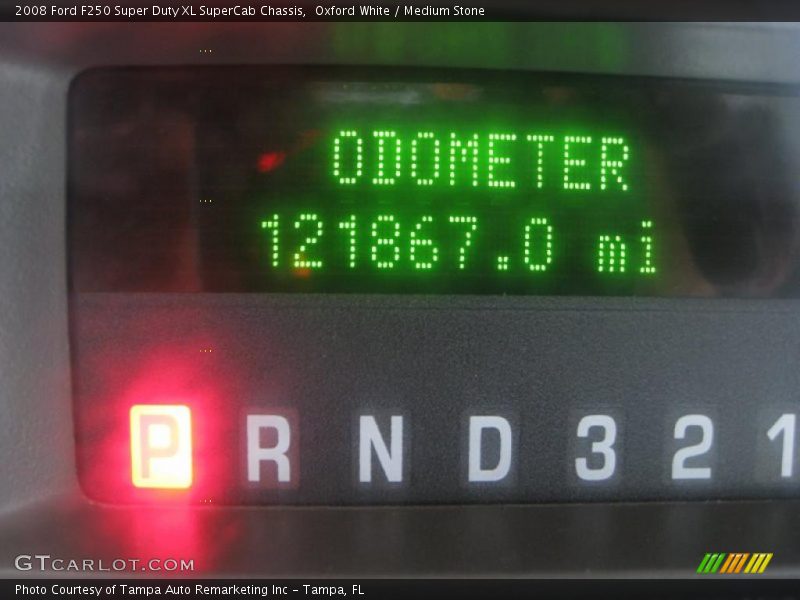 2008 Ford F250 Super Duty XL SuperCab Chassis,  Oxford White / Medium Stone
ODOMETER
121867.0 mi
P R N D 3 2 1
GTCARLOT.COM
Photo Courtesy of Tampa Auto Remarketing Inc - Tampa, FL